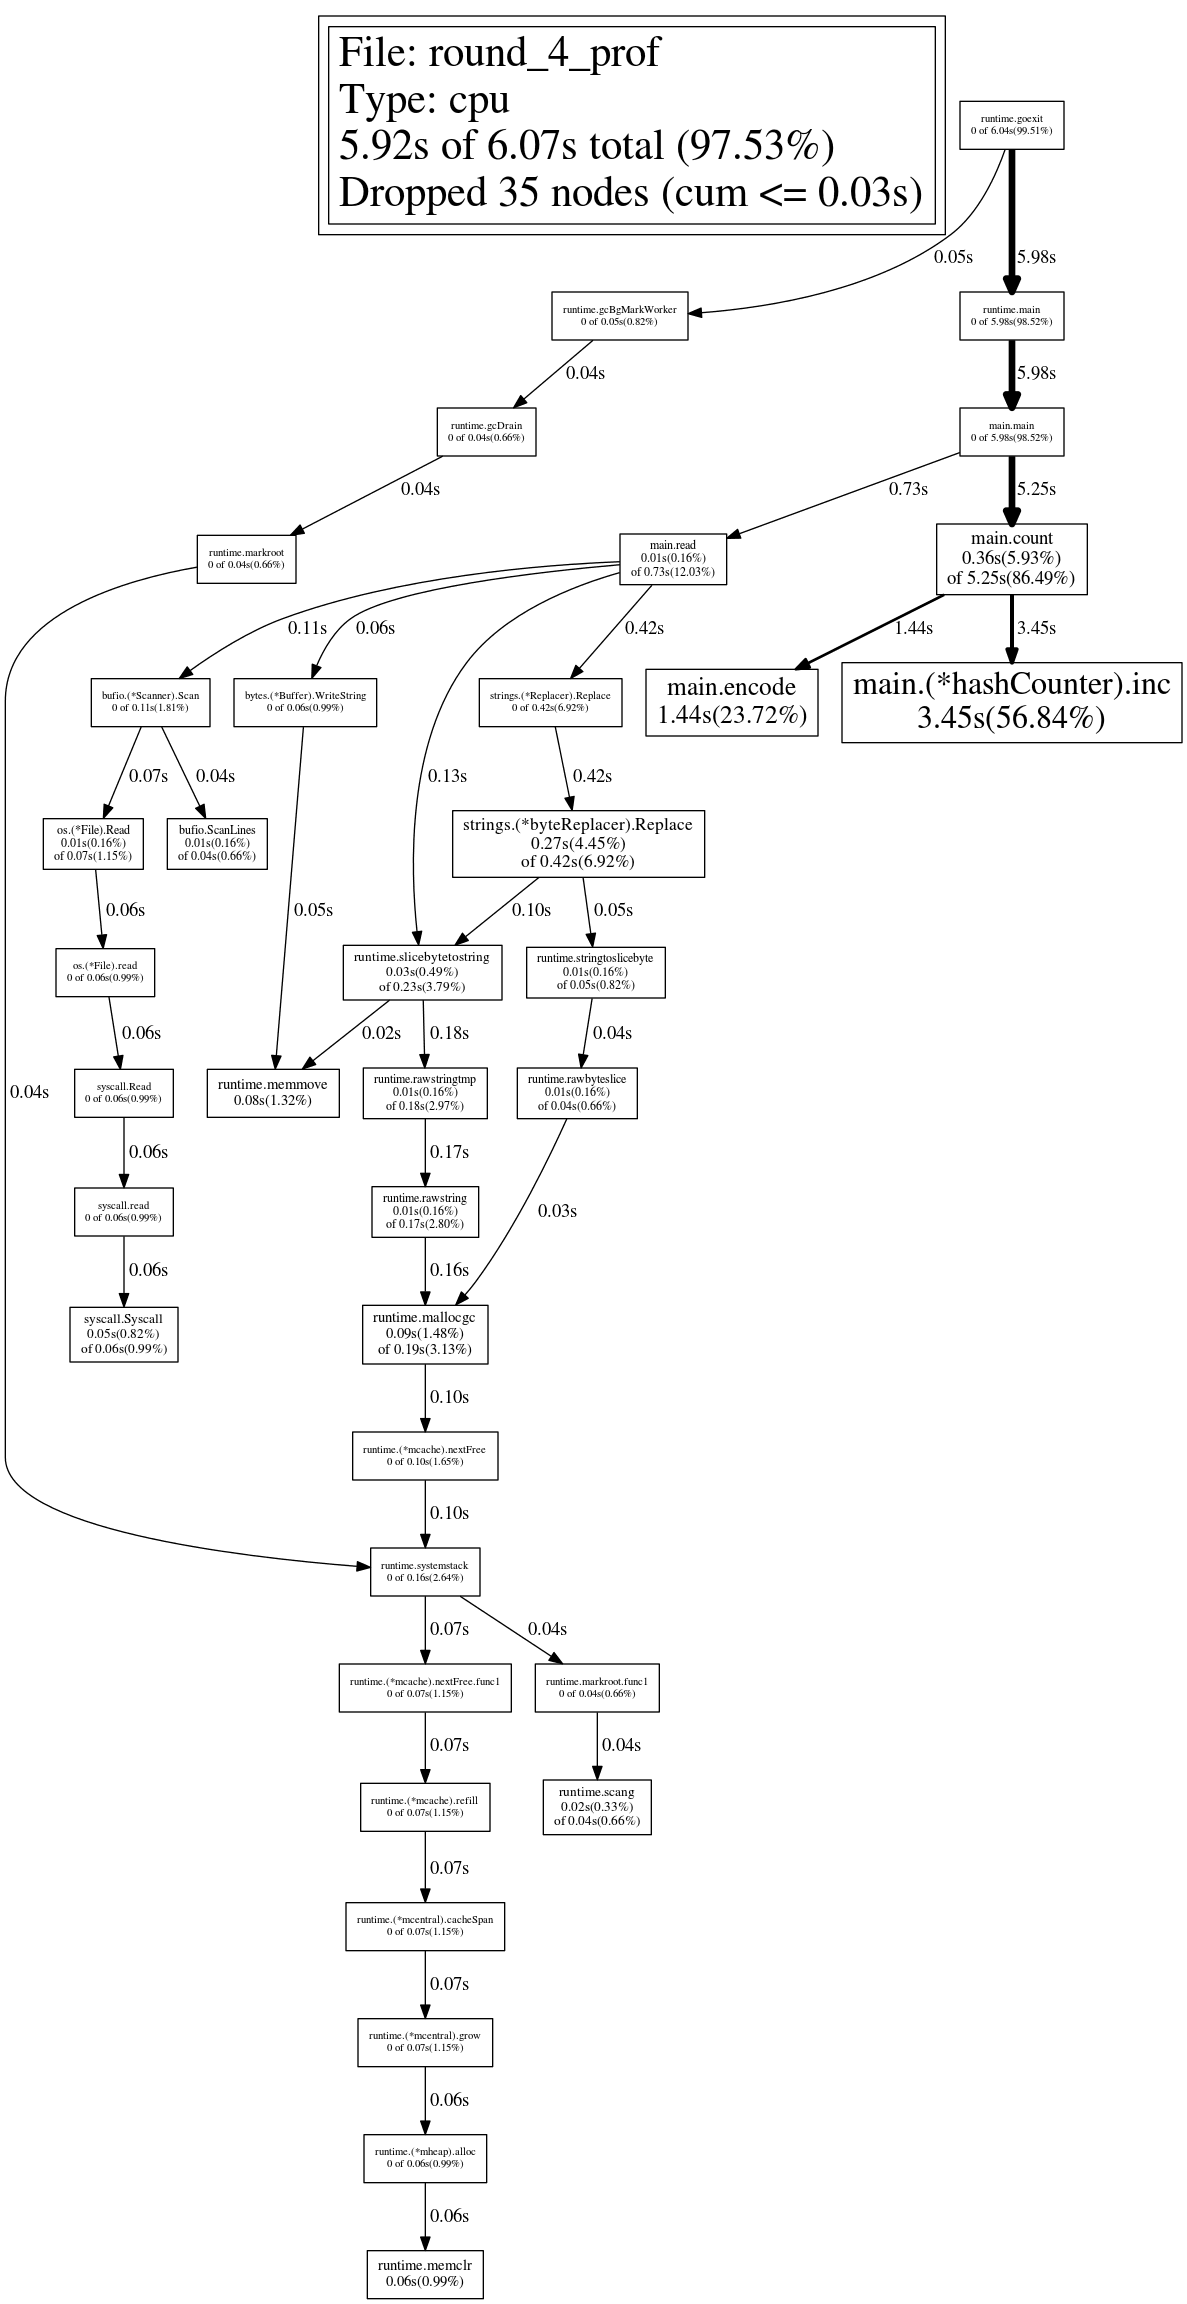 File: round_4_prof
Type: cpu
5.92s of 6.07s total (97.53%)
Dropped 35 nodes (cum <= 0.03s)
runtime.goexit
0 of 6.04s(99.51%)
0.05s
5.98s
runtime.gcBgMarkWorker
0 of 0.05s(0.82%)
runtime.main
0 of 5.98s(98.52%)
0.04s
5.98s
runtime.gcDrain
0 of 0.04s(0.66%)
main.main
0 of 5.98s(98.52%)
0.04s
0.73s
5.25s
runtime.markroot
0 of 0.04s(0.66%)
main.read
0.01s(0.16%)
of 0.73s(12.03%)
main.count
0.36s(5.93%)
of 5.25s(86.49%)
0.11s
0.06s
0.42s
1.44s
3.45s
bufio.(*Scanner).Scan
0 of 0.11s(1.81%)
bytes.(*Buffer).WriteString
0 of 0.06s(0.99%)
strings.(*Replacer).Replace
0 of 0.42s(6.92%)
main.encode
1.44s(23.72%)
main.(*hashCounter).inc
3.45s(56.84%)
0.07s
0.04s
0.13s
0.42s
os.(*File).Read
0.01s(0.16%)
of 0.07s(1.15%)
bufio.ScanLines
0.01s(0.16%)
of 0.04s(0.66%)
strings.(*byteReplacer).Replace
0.27s(4.45%)
of 0.42s(6.92%)
0.06s
0.05s
0.10s
0.05s
os.(*File).read
0 of 0.06s(0.99%)
runtime.slicebytetostring
0.03s(0.49%)
of 0.23s(3.79%)
runtime.stringtoslicebyte
0.01s(0.16%)
of 0.05s(0.82%)
0.06s
0.02s
0.18s
0.04s
0.04s
syscall.Read
0 of 0.06s(0.99%)
runtime.memmove
0.08s(1.32%)
runtime.rawstringtmp
0.01s(0.16%)
of 0.18s(2.97%)
runtime.rawbyteslice
0.01s(0.16%)
of 0.04s(0.66%)
0.06s
0.17s
syscall.read
0 of 0.06s(0.99%)
runtime.rawstring
0.01s(0.16%)
of 0.17s(2.80%)
0.03s
0.06s
0.16s
syscall.Syscall
0.05s(0.82%)
of 0.06s(0.99%)
runtime.mallocgc
0.09s(1.48%)
of 0.19s(3.13%)
0.10s
runtime.(*mcache).nextFree
0 of 0.10s(1.65%)
0.10s
runtime.systemstack
0 of 0.16s(2.64%)
0.07s
0.04s
runtime.(*mcache).nextFree.func1
0 of 0.07s(1.15%)
runtime.markroot.func1
0 of 0.04s(0.66%)
0.07s
0.04s
runtime.(*mcache).refill
0 of 0.07s(1.15%)
runtime.scang
0.02s(0.33%)
of 0.04s(0.66%)
0.07s
runtime.(*mcentral).cacheSpan
0 of 0.07s(1.15%)
0.07s
runtime.(*mcentral).grow
0 of 0.07s(1.15%)
0.06s
runtime.(*mheap).alloc
0 of 0.06s(0.99%)
0.06s
runtime.memclr
0.06s(0.99%)